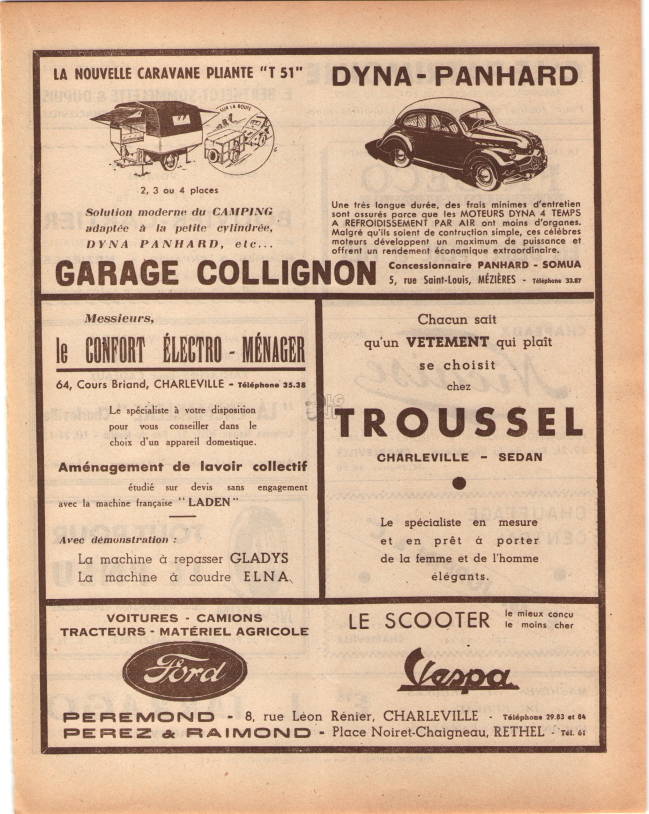 LA NOUVELLE CARAVANE PLIANTE "T 51"
SUR LA ROUTE
2, 3 ou 4 places
Solution moderne du CAMPING
adaptée à la petite cylindrée,
DYNA PANHARD, etc...
DYNA-PANHARD
Une très longue durée, des frais minimes d'entretien
sont assurés parce que les MOTEURS DYNA 4 TEMPS
A REFROIDISSEMENT PAR AIR ont moins d'organes.
Malgré qu'ils soient de contruction simple, ces célèbres
moteurs développent un maximum de puissance et
offrent un rendement économique extraordinaire.
GARAGE COLLIGNON
Concessionnaire PANHARD - SOMUA
5, rue Saint-Louis, MÉZIÈRES - Téléphone 33.87
Messieurs,
le CONFORT ÉLECTRO - MÉNAGER
64, Cours Briand, CHARLEVILLE - Téléphone 35.38
Le spécialiste à votre disposition
pour vous conseiller dans le
choix d'un appareil domestique.
Aménagement de lavoir collectif
étudié sur devis sans engagement
avec la machine française "LADEN"
Avec démonstration :
La machine à repasser GLADYS
La machine à coudre ELNA
Chacun sait
qu'un VETEMENT qui plaît
se choisit
chez
TROUSSEL
CHARLEVILLE - SEDAN
Le spécialiste en mesure
et en prêt à porter
de la femme et de l'homme
élégants.
VOITURES - CAMIONS
TRACTEURS - MATÉRIEL AGRICOLE
Ford
LE SCOOTER le mieux conçu
le moins cher
Vespa
PEREMOND - 8, rue Léon Rénier, CHARLEVILLE - Téléphone 29.83 et 84
PEREZ & RAIMOND - Place Noiret-Chaigneau, RETHEL - Tél. 61